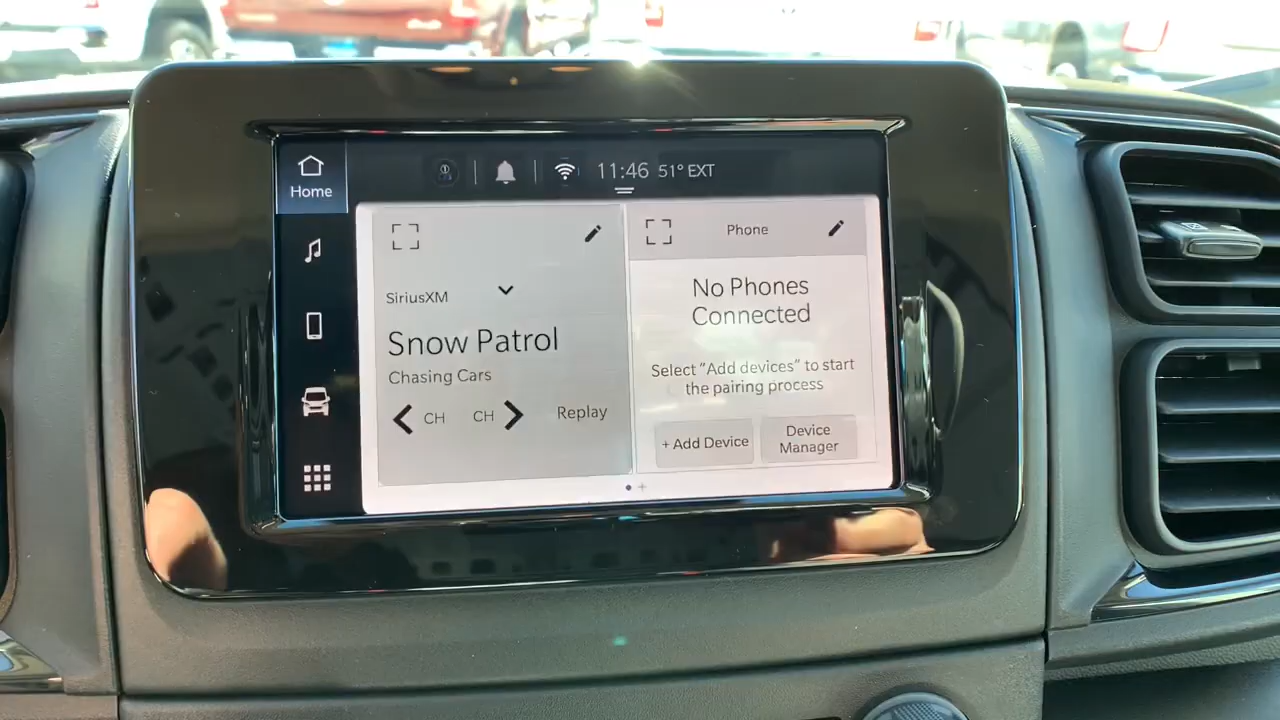 Home
11:46 51° EXT
SiriusXM
Snow Patrol
Chasing Cars
CH
CH
Replay
Phone
No Phones
Connected
Select "Add devices" to start
the pairing process
+ Add Device
Device
Manager